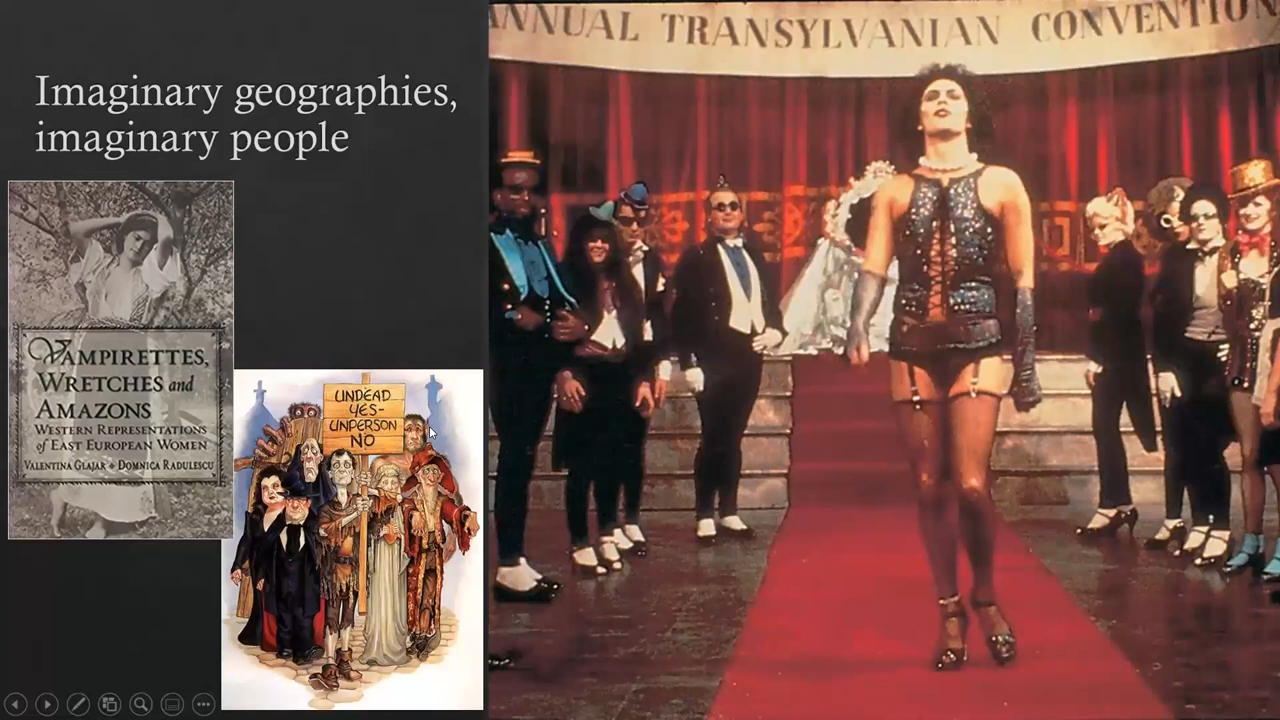 Imaginary geographies,
imaginary people
VAMPIRETTES,
WRETCHES and
AMAZONS
WESTERN REPRESENTATIONS
of EAST EUROPEAN WOMEN
VALENTINA GLAJAR DOMNICA RADULESCU
UNDEAD
YES-
UNPERSON
NO
ANNUAL TRANSYLVANIAN CONVENTION